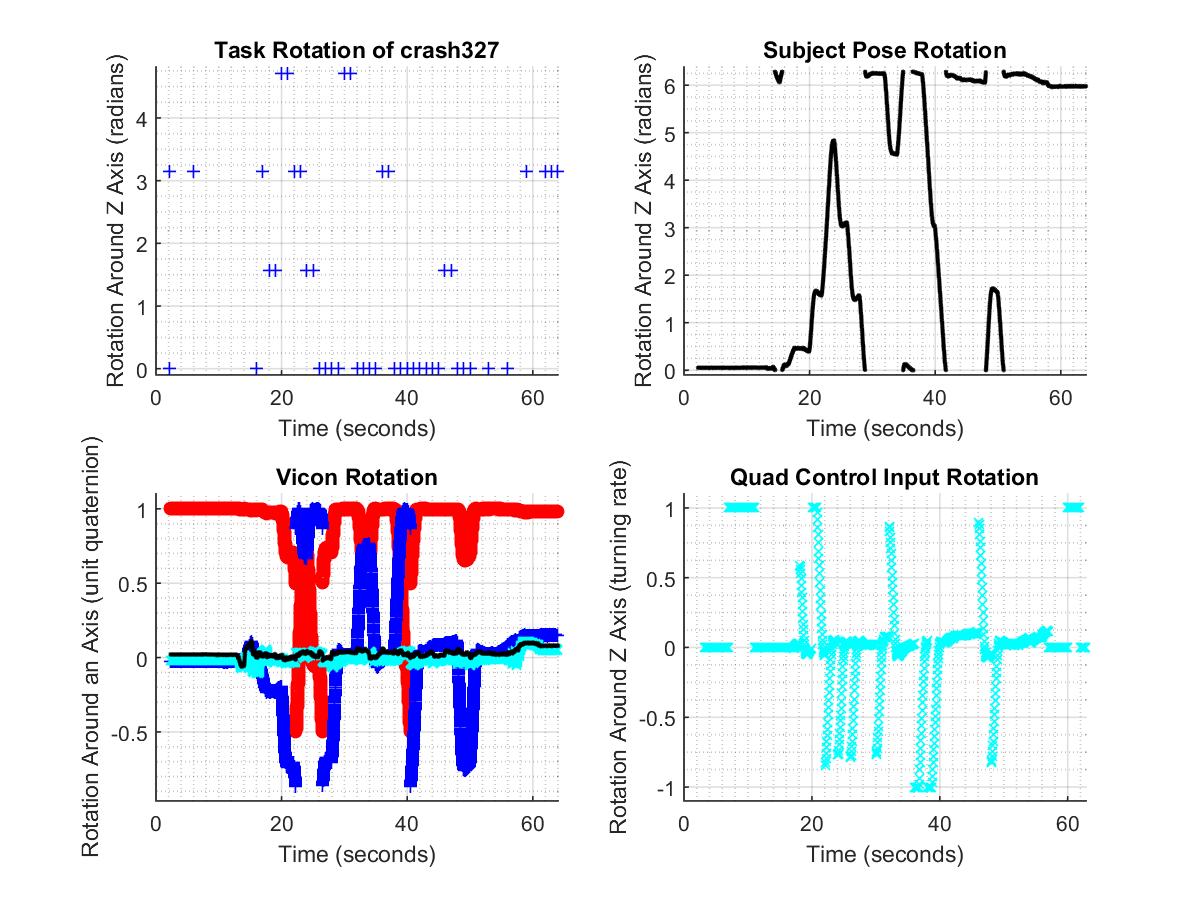 Task Rotation of crash327
Rotation Around Z Axis (radians)
4
3
2
1
0
0 20 40 60
Time (seconds)
Subject Pose Rotation
Rotation Around Z Axis (radians)
6
5
4
3
2
1
0
0 20 40 60
Time (seconds)
Vicon Rotation
Rotation Around an Axis (unit quaternion)
1
0.5
0
-0.5
0 20 40 60
Time (seconds)
Quad Control Input Rotation
Rotation Around Z Axis (turning rate)
1
0.5
0
-0.5
-1
0 20 40 60
Time (seconds)